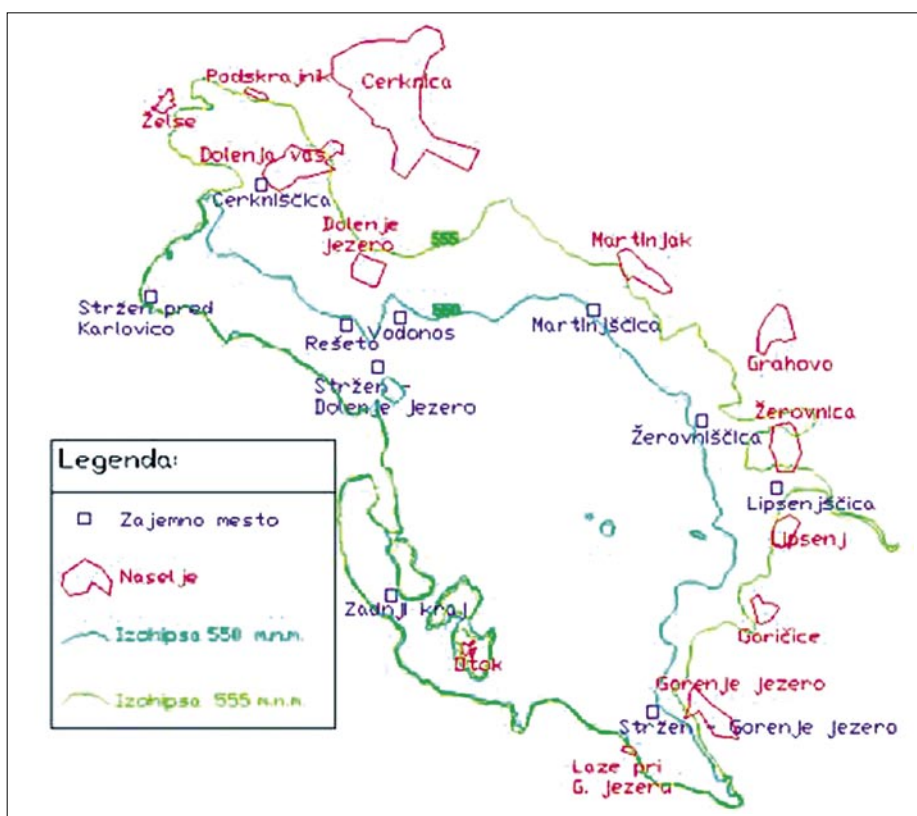 Podskrajnik
Cerknica
Želse
Dolenja vas
Cerkniščica
Dolenje
jezero
555
Martinjak
Stržen pred
Karlovico
550
Rešeto
Vodonos
Martinjščica
Grahovo
Stržen -
Dolenje jezero
Žerovnica
Žerovniščica
Legenda:
Zajemno mesto
Naselje
Izohipsa 550 m.n.m.
Izohipsa 555 m.n.m.
Lipsenjščica
Lipsenj
Zadnji kraj
Goričice
Otok
Gorenje jezero
Stržen - Gorenje jezero
Laze pri
G. jezeru